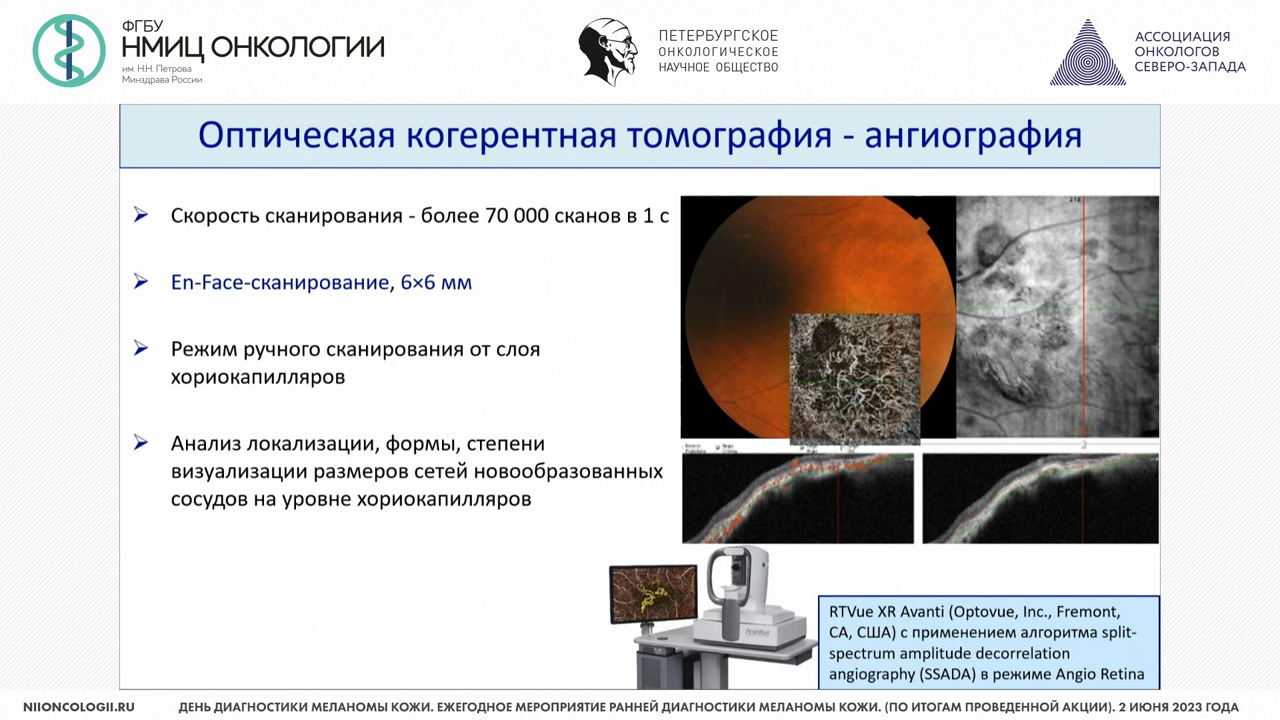 ФГБУ
НМИЦ ОНКОЛОГИИ
им. Н.Н. Петрова
Минздрава России
ПЕТЕРБУРГСКОЕ
ОНКОЛОГИЧЕСКОЕ
НАУЧНОЕ ОБЩЕСТВО
АССОЦИАЦИЯ
ОНКОЛОГОВ
СЕВЕРО-ЗАПАДА
Оптическая когерентная томография - ангиография
Скорость сканирования - более 70 000 сканов в 1 с
En-Face-сканирование, 6×6 мм
Режим ручного сканирования от слоя
хориокапилляров
Анализ локализации, формы, степени
визуализации размеров сетей новообразованных
сосудов на уровне хориокапилляров
RTVue XR Avanti (Optovue, Inc., Fremont,
CA, США) с применением алгоритма split-
spectrum amplitude decorrelation
angiography (SSADA) в режиме Angio Retina
NIIONCOLOGII.RU
ДЕНЬ ДИАГНОСТИКИ МЕЛАНОМЫ КОЖИ. ЕЖЕГОДНОЕ МЕРОПРИЯТИЕ РАННЕЙ ДИАГНОСТИКИ МЕЛАНОМЫ КОЖИ. (ПО ИТОГАМ ПРОВЕДЕННОЙ АКЦИИ). 2 ИЮНЯ 2023 ГОДА